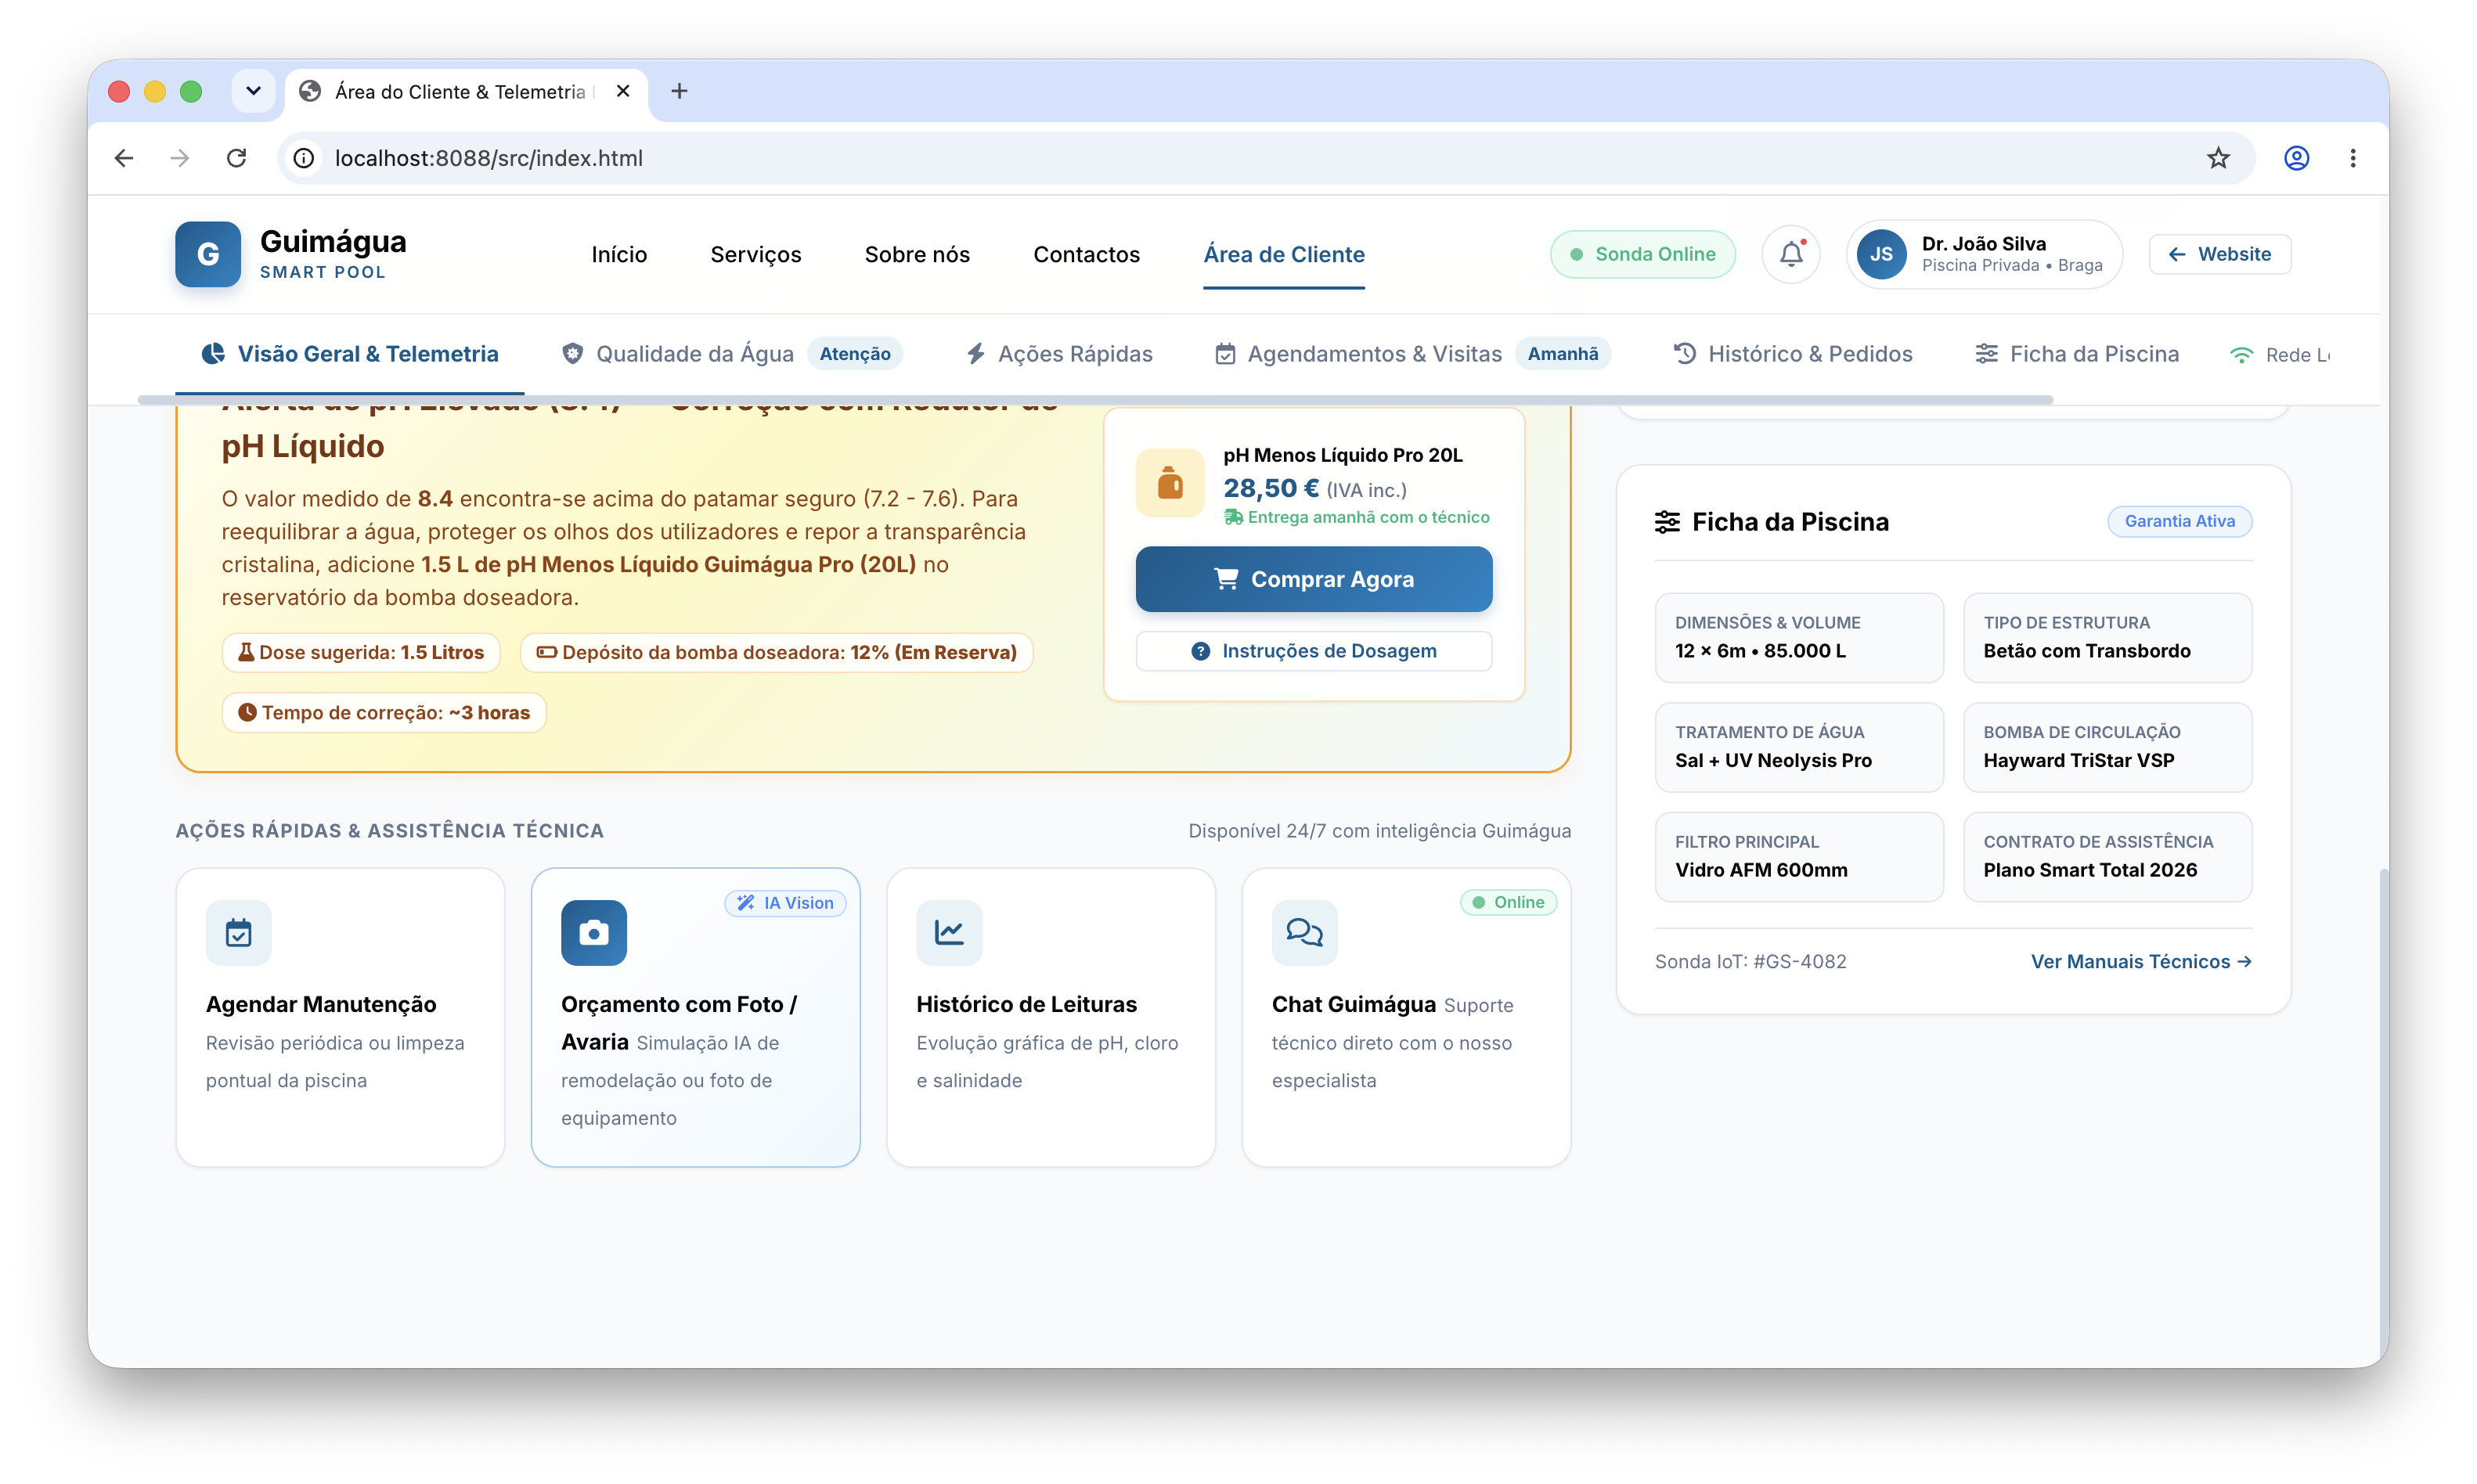 Área do Cliente & Telemetria
localhost:8088/src/index.html
G
Guimágua
SMART POOL
Início
Serviços
Sobre nós
Contactos
Área de Cliente
Sonda Online
JS
Dr. João Silva
Piscina Privada • Braga
← Website
Visão Geral & Telemetria
Qualidade da Água
Atenção
Ações Rápidas
Agendamentos & Visitas
Amanhã
Histórico & Pedidos
Ficha da Piscina
Rede
pH Líquido
O valor medido de 8.4 encontra-se acima do patamar seguro (7.2 - 7.6). Para
reequilibrar a água, proteger os olhos dos utilizadores e repor a transparência
cristalina, adicione 1.5 L de pH Menos Líquido Guimágua Pro (20L) no
reservatório da bomba doseadora.
Dose sugerida: 1.5 Litros
Depósito da bomba doseadora: 12% (Em Reserva)
Tempo de correção: ~3 horas
pH Menos Líquido Pro 20L
28,50 € (IVA inc.)
Entrega amanhã com o técnico
Comprar Agora
Instruções de Dosagem
AÇÕES RÁPIDAS & ASSISTÊNCIA TÉCNICA
Disponível 24/7 com inteligência Guimágua
Agendar Manutenção
Revisão periódica ou limpeza
pontual da piscina
IA Vision
Orçamento com Foto /
Avaria Simulação IA de
remodelação ou foto de
equipamento
Histórico de Leituras
Evolução gráfica de pH, cloro
e salinidade
Online
Chat Guimágua Suporte
técnico direto com o nosso
especialista
Ficha da Piscina
Garantia Ativa
DIMENSÕES & VOLUME
12 × 6m • 85.000 L
TIPO DE ESTRUTURA
Betão com Transbordo
TRATAMENTO DE ÁGUA
Sal + UV Neolysis Pro
BOMBA DE CIRCULAÇÃO
Hayward TriStar VSP
FILTRO PRINCIPAL
Vidro AFM 600mm
CONTRATO DE ASSISTÊNCIA
Plano Smart Total 2026
Sonda IoT: #GS-4082
Ver Manuais Técnicos →